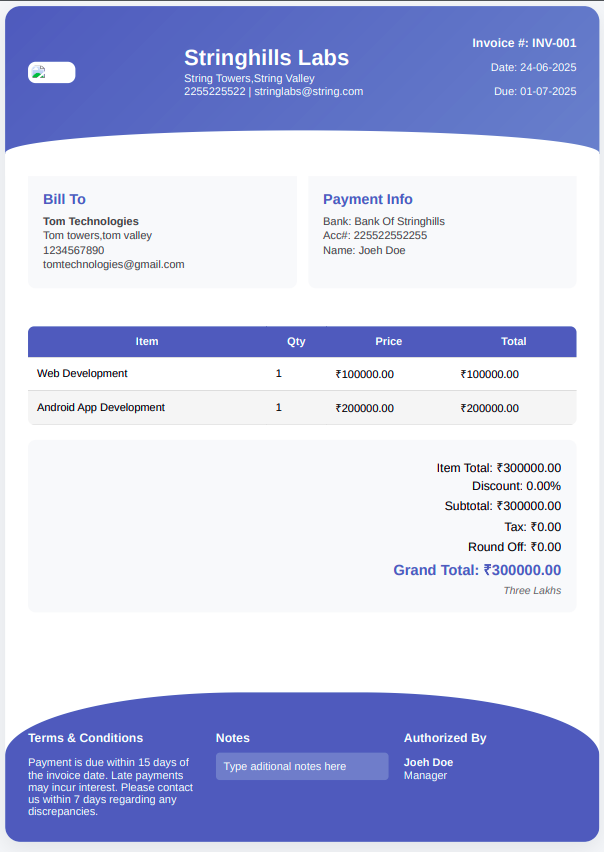 Stringhills Labs
String Towers,String Valley
2255225522 | stringlabs@string.com
Invoice #: INV-001
Date: 24-06-2025
Due: 01-07-2025
Bill To
Tom Technologies
Tom towers,tom valley
1234567890
tomtechnologies@gmail.com
Payment Info
Bank: Bank Of Stringhills
Acc#: 225522552255
Name: Joeh Doe
Item Qty Price Total
Web Development 1 ₹100000.00 ₹100000.00
Android App Development 1 ₹200000.00 ₹200000.00
Item Total: ₹300000.00
Discount: 0.00%
Subtotal: ₹300000.00
Tax: ₹0.00
Round Off: ₹0.00
Grand Total: ₹300000.00
Three Lakhs
Terms & Conditions
Payment is due within 15 days of
the invoice date. Late payments
may incur interest. Please contact
us within 7 days regarding any
discrepancies.
Notes
Type aditional notes here
Authorized By
Joeh Doe
Manager